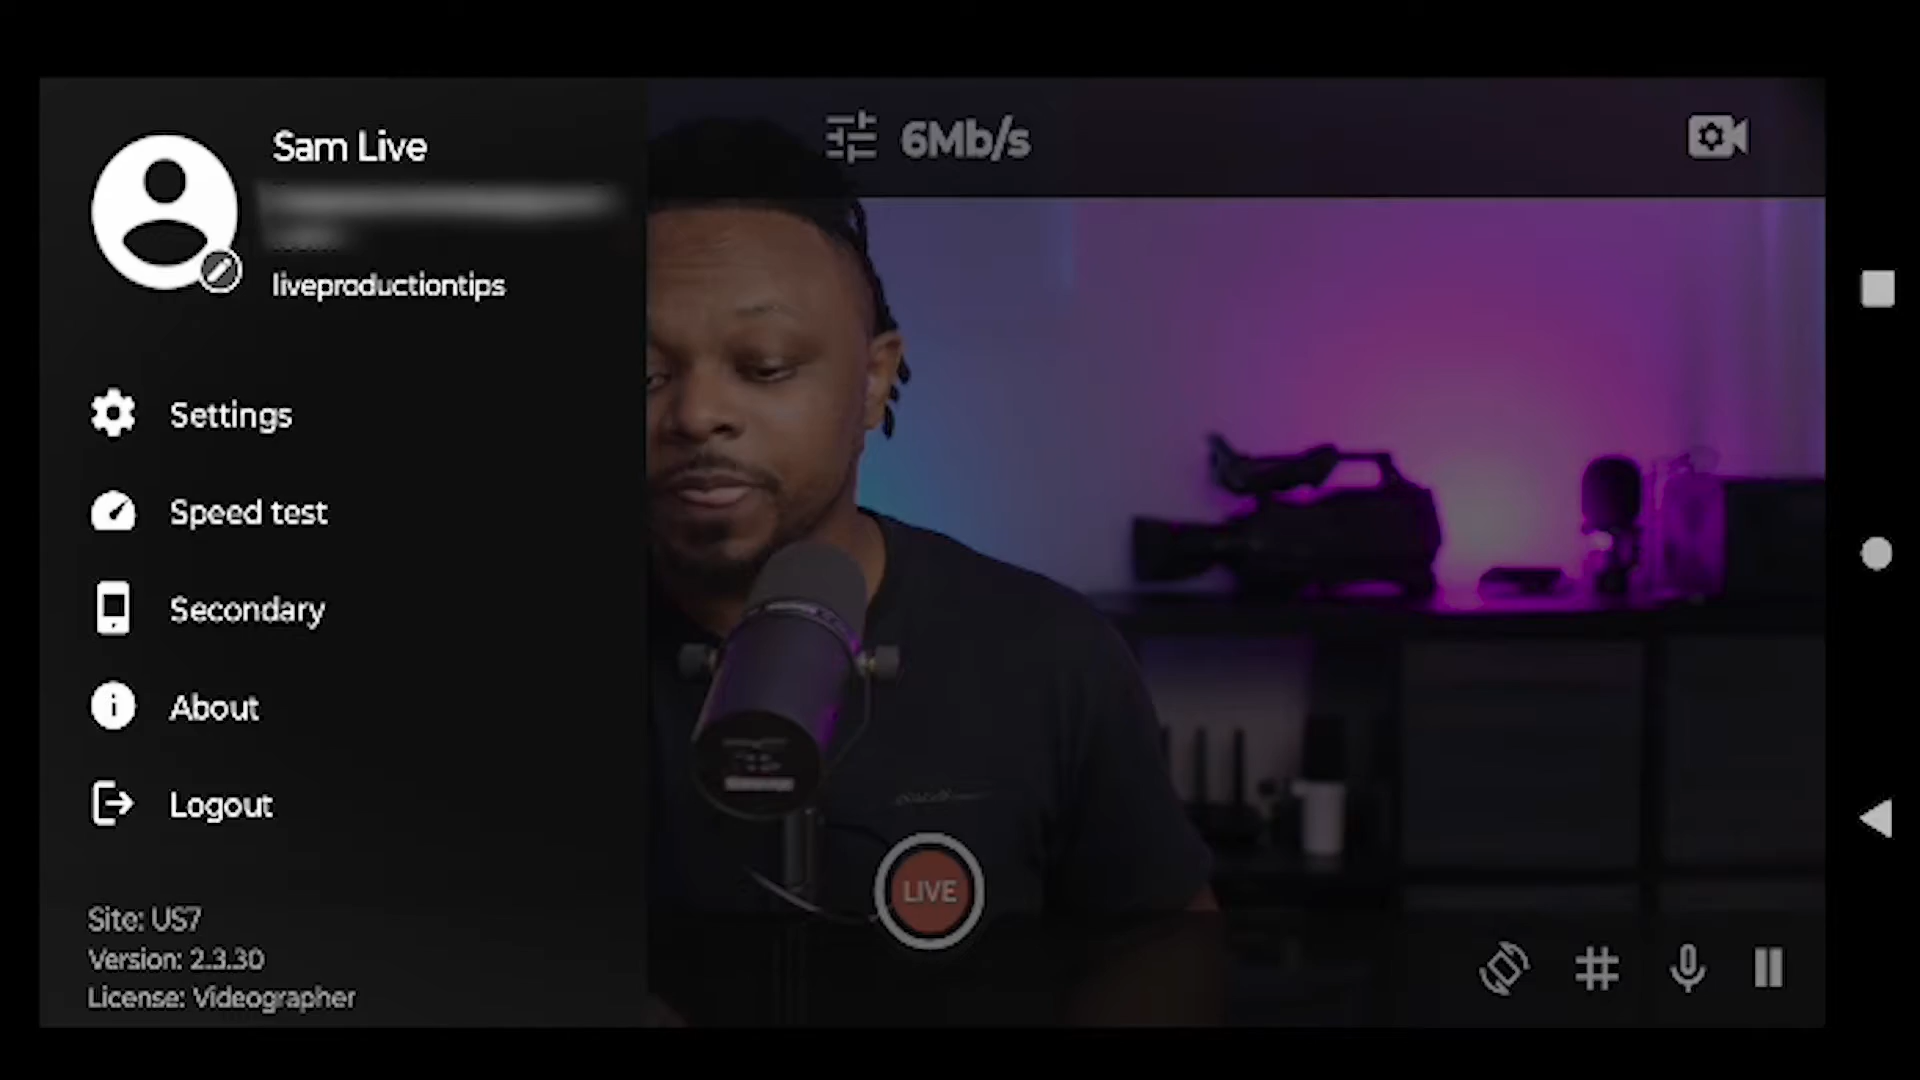 Sam Live
6Mb/s
liveproductiontips
Settings
Speed test
Secondary
About
Logout
LIVE
Site: US7
Version: 2.3.30
License: Videographer